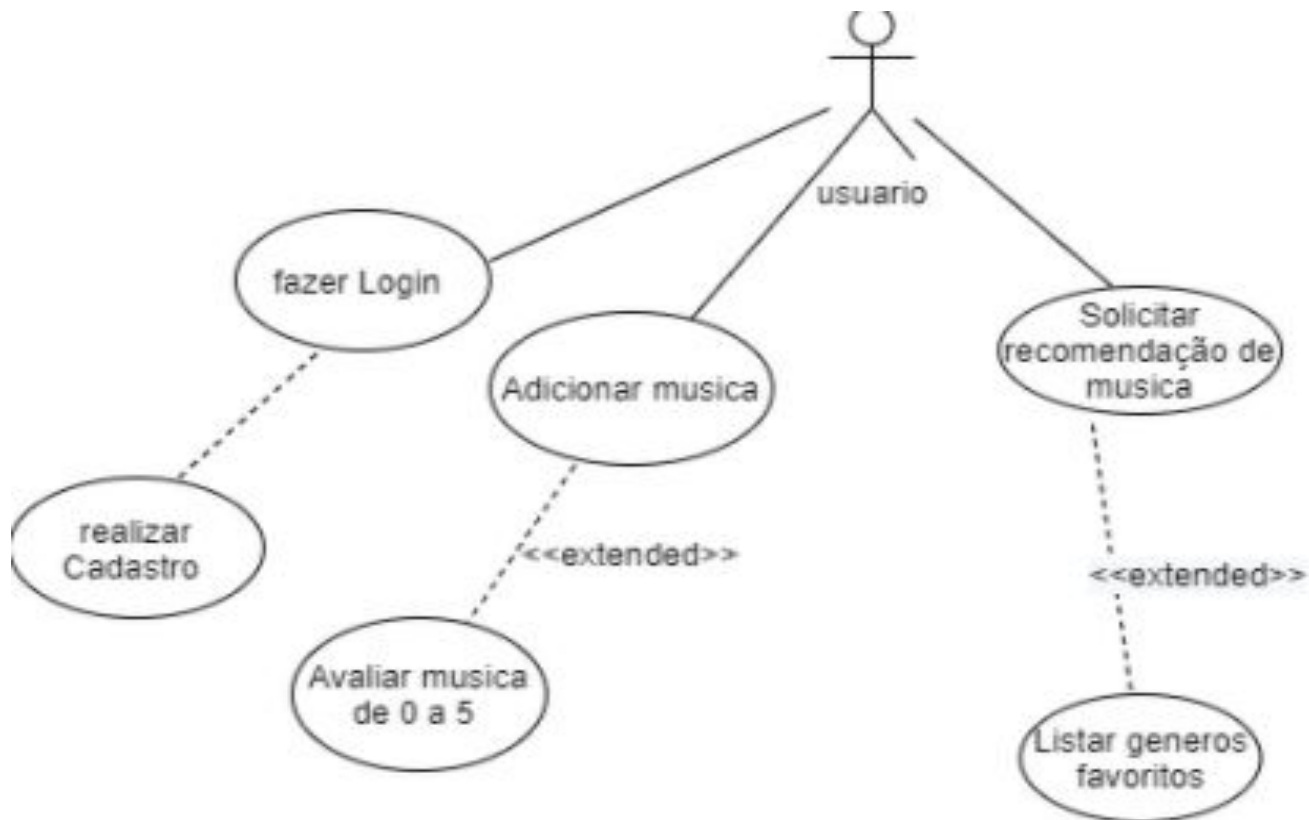 usuario
fazer Login
Adicionar musica
Solicitar
recomendação de
musica
realizar
Cadastro
<<extended>>
<<extended>>
Avaliar musica
de 0 a 5
Listar generos
favoritos